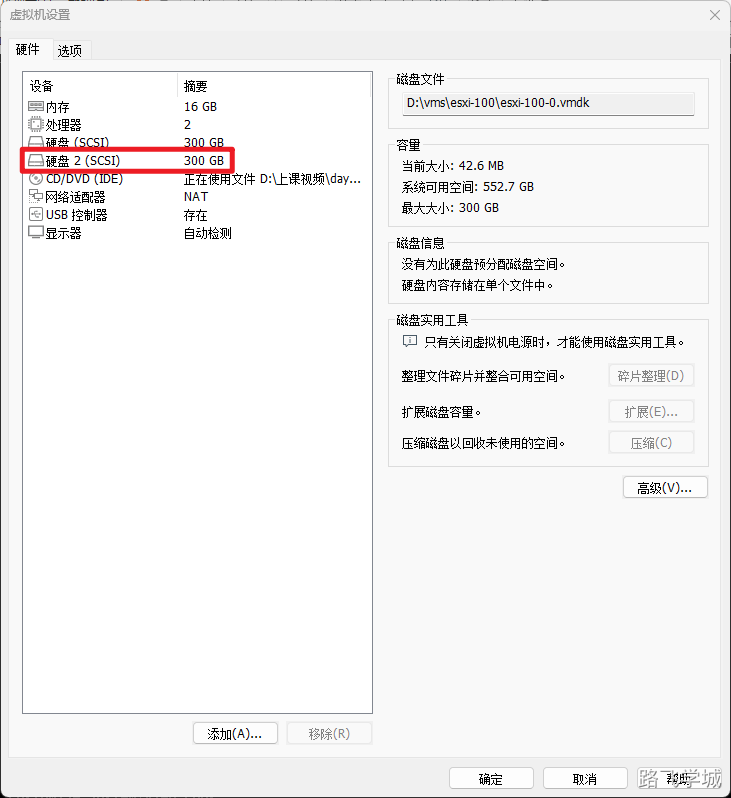 虚拟机设置
硬件 选项
设备 摘要
内存 16 GB
处理器 2
硬盘 (SCSI) 300 GB
硬盘 2 (SCSI) 300 GB
CD/DVD (IDE) 正在使用文件 D:\上课视频\day...
网络适配器 NAT
USB 控制器 存在
显示器 自动检测
添加(A)... 移除(R)
磁盘文件
D:\vms\esxi-100\esxi-100-0.vmdk
容量
当前大小: 42.6 MB
系统可用空间: 552.7 GB
最大大小: 300 GB
磁盘信息
没有为此硬盘预分配磁盘空间。
硬盘内容存储在单个文件中。
磁盘实用工具
只有关闭虚拟机电源时，才能使用磁盘实用工具。
整理文件碎片并整合可用空间。 碎片整理(D)
扩展磁盘容量。 扩展(E)...
压缩磁盘以回收未使用的空间。 压缩(C)
高级(V)...
确定 取消 帮助
路飞学城